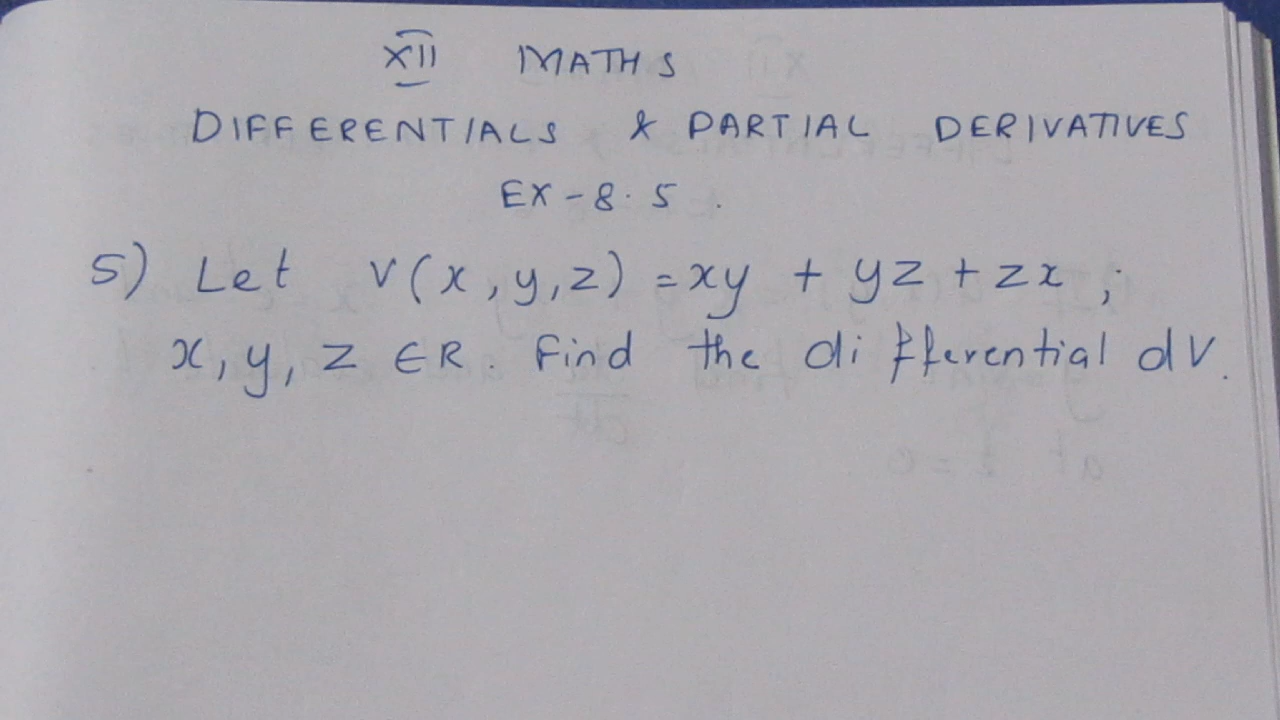 XII MATHS
DIFFERENTIALS & PARTIAL DERIVATIVES
EX - 8.5.
5) Let V(x,y,z) = xy + yz + zx ;
x, y, z ∈ R. Find the differential dV.